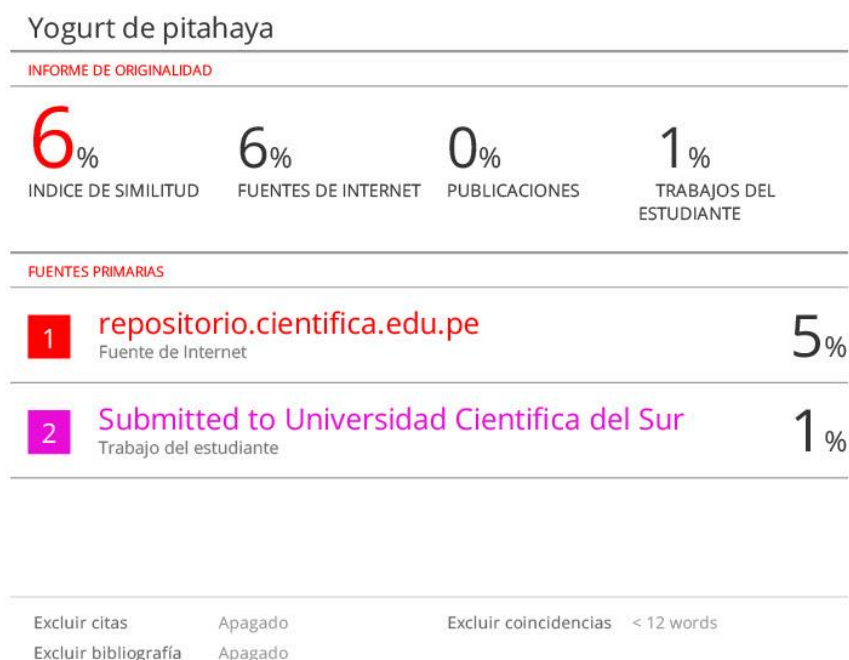 Yogurt de pitahaya
INFORME DE ORIGINALIDAD
6%
6%
0%
1%
INDICE DE SIMILITUD
FUENTES DE INTERNET
PUBLICACIONES
TRABAJOS DEL
ESTUDIANTE
FUENTES PRIMARIAS
1
repositorio.cientifica.edu.pe
5%
Fuente de Internet
2
Submitted to Universidad Cientifica del Sur
1%
Trabajo del estudiante
Excluir citas Apagado Excluir coincidencias < 12 words
Excluir bibliografía Apagado